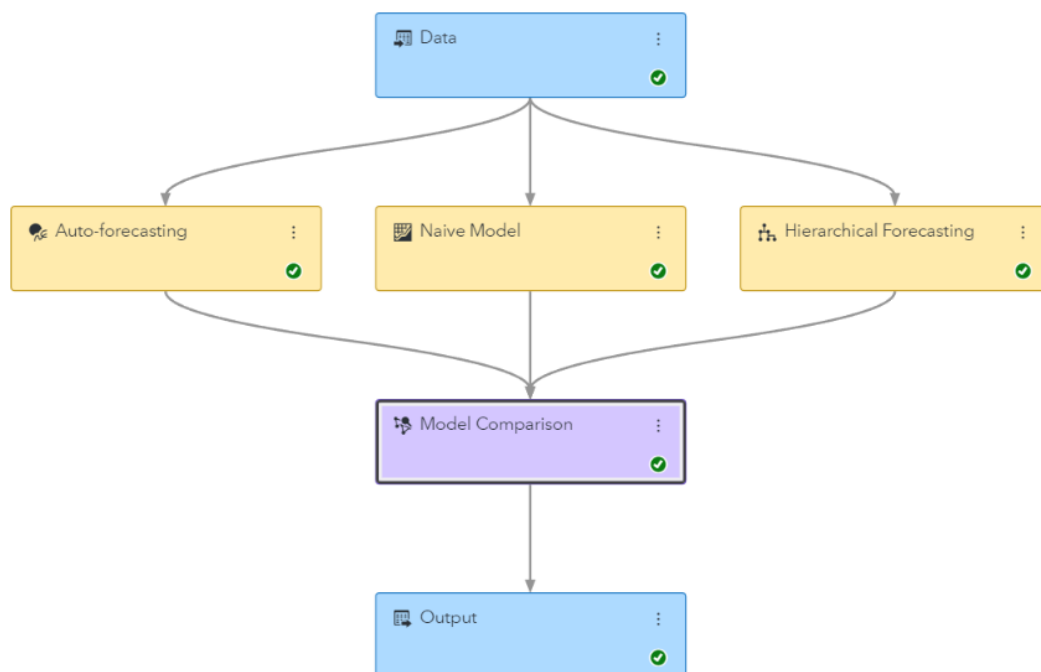 Data
Auto-forecasting
Naive Model
Hierarchical Forecasting
Model Comparison
Output